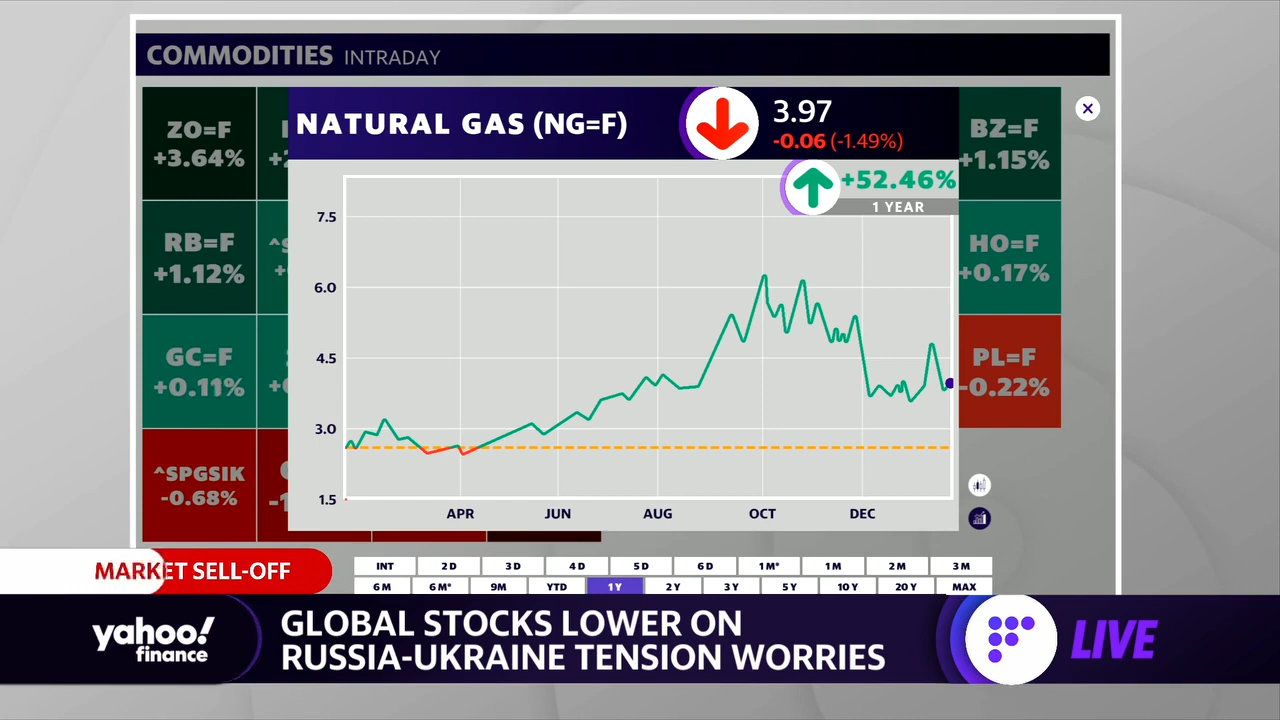 COMMODITIES INTRADAY
ZO=F
+3.64%
NATURAL GAS (NG=F)
3.97
-0.06 (-1.49%)
BZ=F
+1.15%
+52.46%
1 YEAR
RB=F
+1.12%
HO=F
+0.17%
GC=F
+0.11%
PL=F
-0.22%
^SPGSIK
-0.68%
7.5
6.0
4.5
3.0
1.5
APR JUN AUG OCT DEC
MARKET SELL-OFF
INT 2 D 3 D 4 D 5 D 6 D 1 M* 1 M 2 M 3 M
6 M 6 M* 9M YTD 1 Y 2 Y 3 Y 5 Y 10 Y 20 Y MAX
yahoo!
finance
GLOBAL STOCKS LOWER ON
RUSSIA-UKRAINE TENSION WORRIES
LIVE